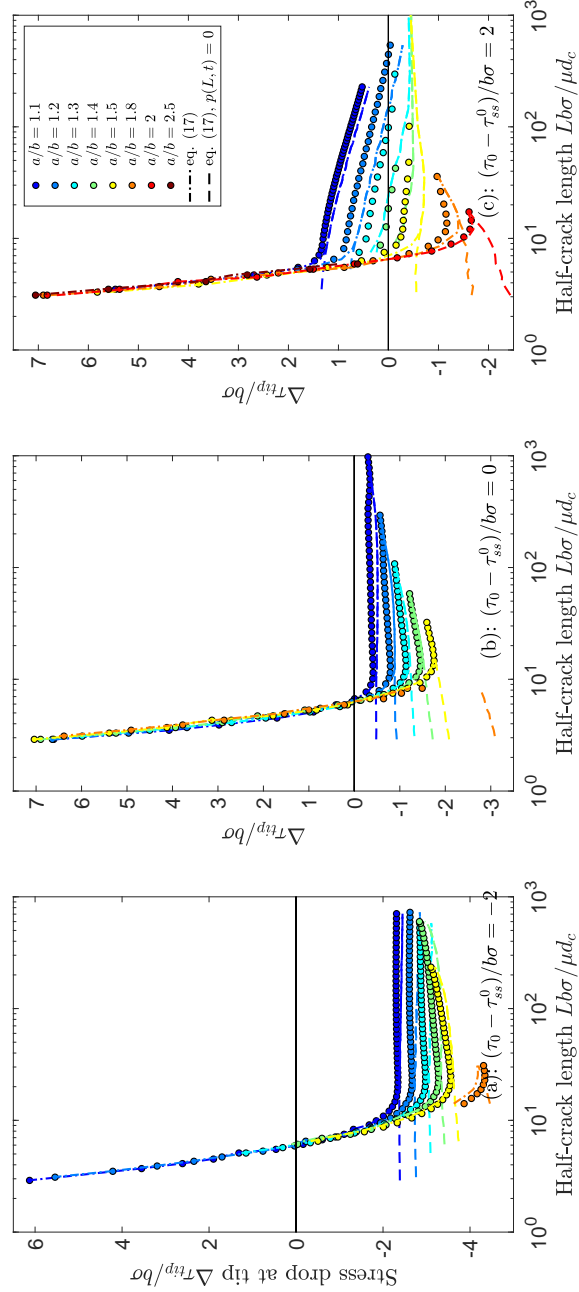 Stress drop at tip Δτ_tip/bσ
6
4
2
0
-2
-4
10^0
10^1
10^2
10^3
(a): (τ_0 − τ_ss^0)/bσ = −2
Half-crack length Lbσ/μd_c
Δτ_tip/bσ
7
6
5
4
3
2
1
0
-1
-2
-3
10^0
10^1
10^2
10^3
(b): (τ_0 − τ_ss^0)/bσ = 0
Half-crack length Lbσ/μd_c
Δτ_tip/bσ
7
6
5
4
3
2
1
0
-1
-2
10^0
10^1
10^2
10^3
a/b = 1.1
a/b = 1.2
a/b = 1.3
a/b = 1.4
a/b = 1.5
a/b = 1.8
a/b = 2
a/b = 2.5
eq. (17)
eq. (17), p(L, t) = 0
(c): (τ_0 − τ_ss^0)/bσ = 2
Half-crack length Lbσ/μd_c